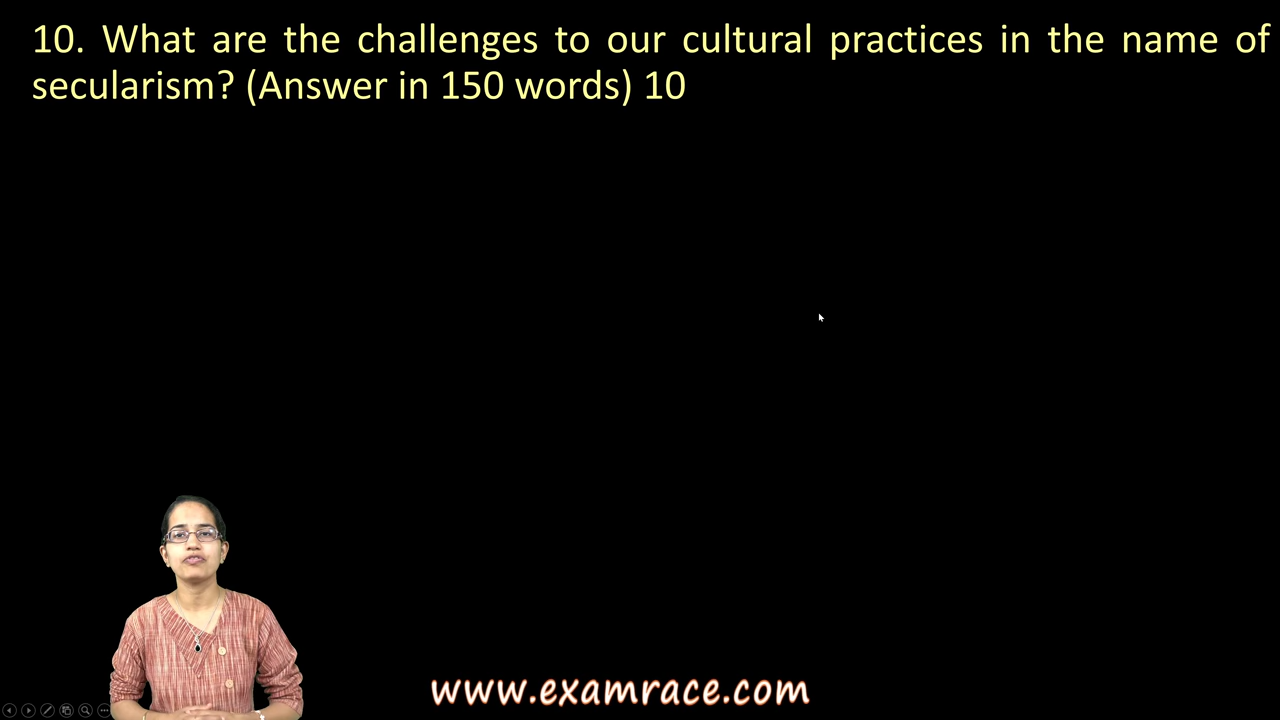 10. What are the challenges to our cultural practices in the name of
secularism? (Answer in 150 words) 10
www.examrace.com